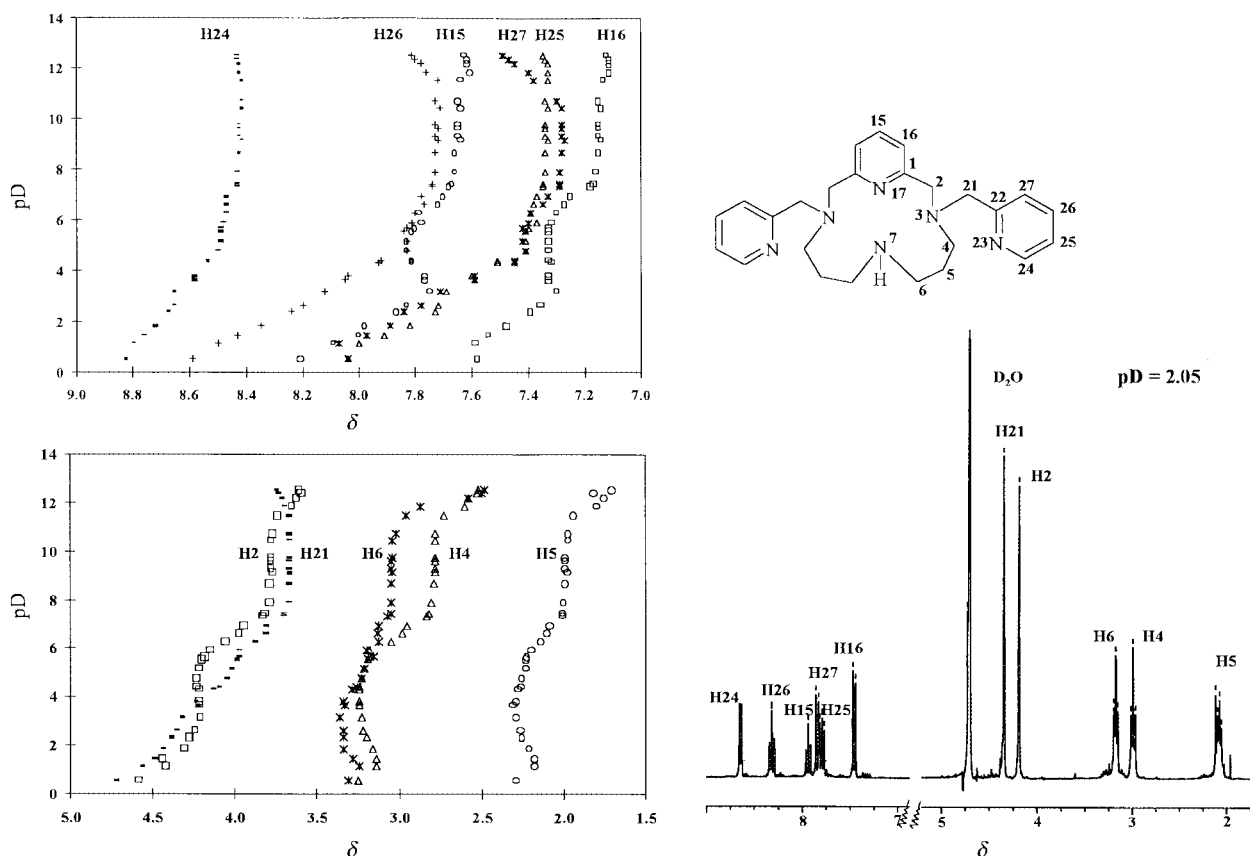 14
12
10
8
6
4
2
0
pD
H24
H26
H15
H27
H25
H16
9.0 8.8 8.6 8.4 8.2 8.0 7.8 7.6 7.4 7.2 7.0
δ
14
12
10
8
6
4
2
0
pD
H2
H21
H6
H4
H5
5.0 4.5 4.0 3.5 3.0 2.5 2.0 1.5
δ
15
16
1
17
2
21
22
27
26
25
24
N
N
N
N
N
N
H
3
7
23
4
5
6
D₂O
pD = 2.05
H21
H2
H24
H26
H15
H27
H25
H16
H6
H4
H5
8 7 5 4 3 2
δ